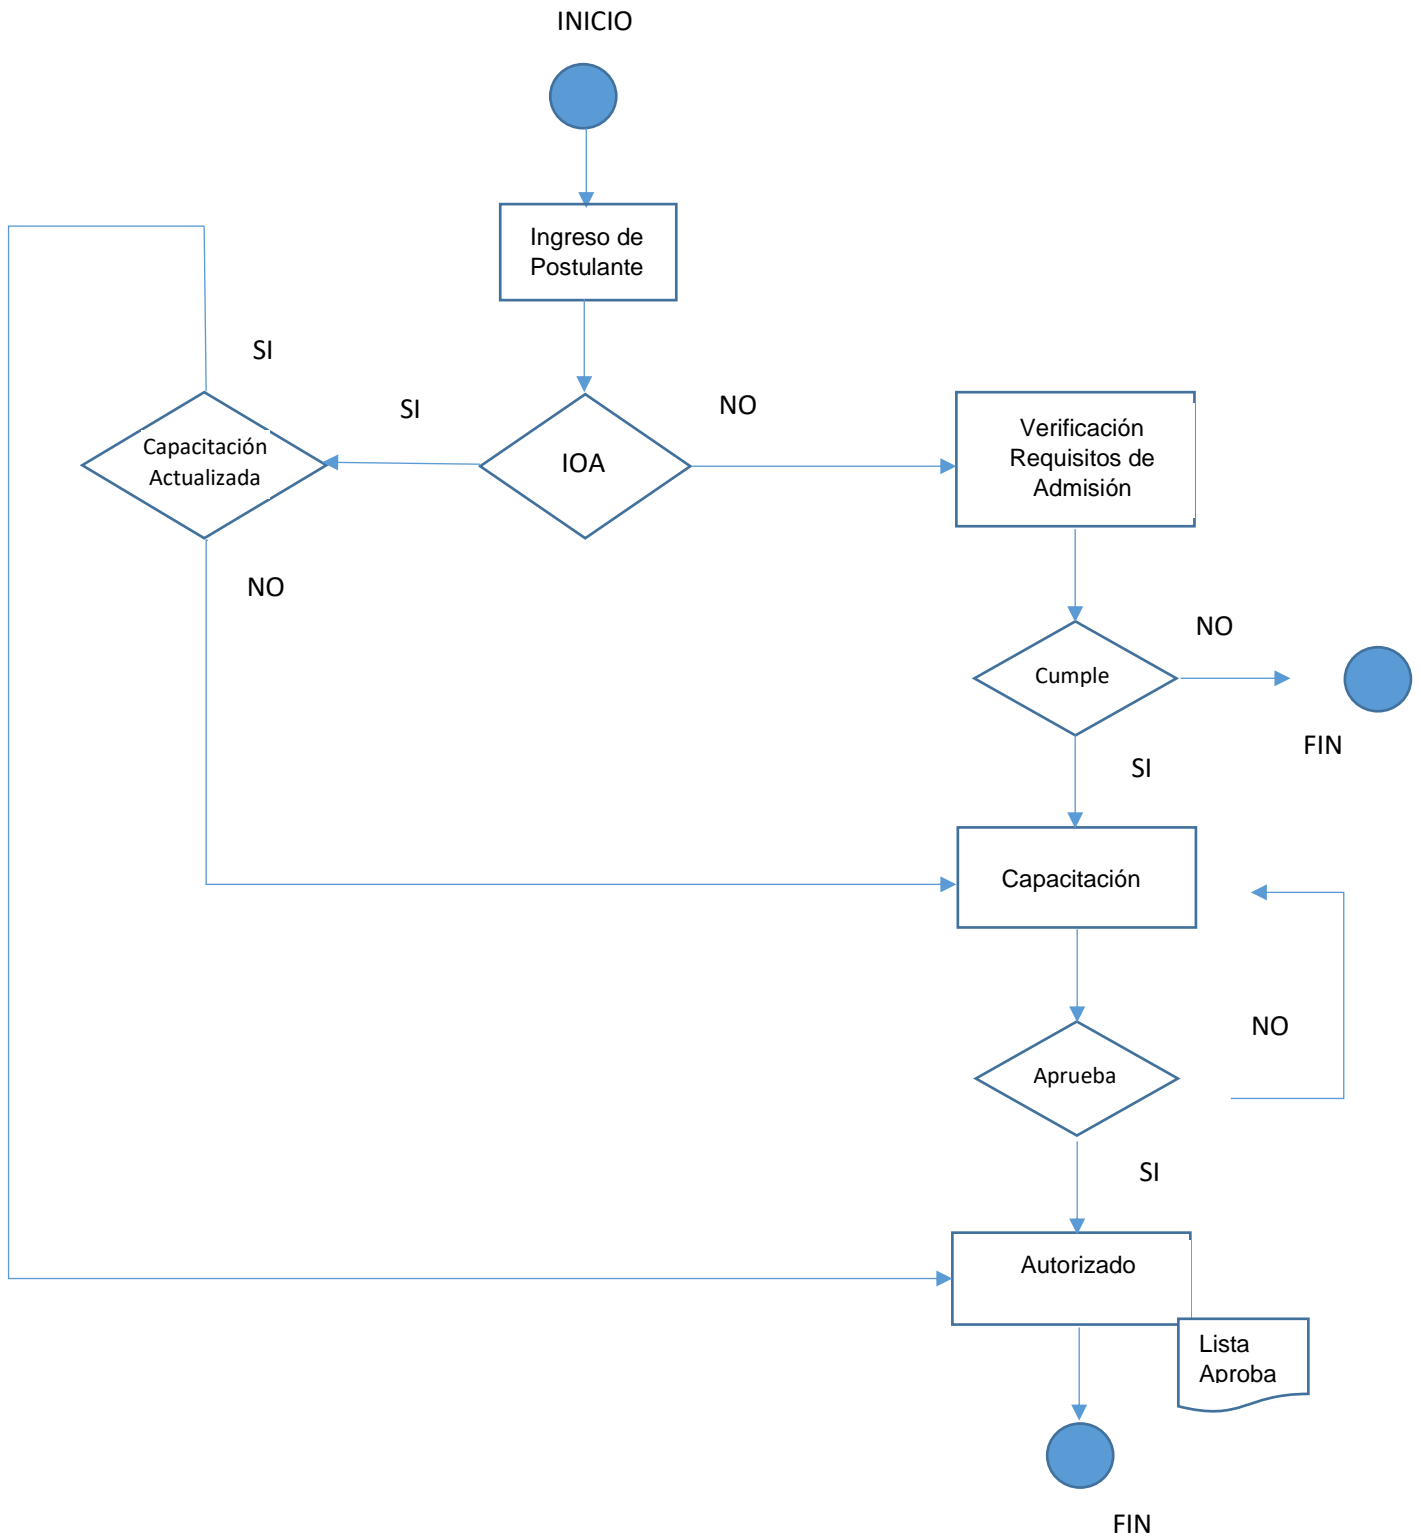 INICIO
Ingreso de
Postulante
SI
SI
NO
Capacitación
Actualizada
IOA
Verificación
Requisitos de
Admisión
NO
NO
Cumple
FIN
SI
Capacitación
NO
Aprueba
SI
Autorizado
Lista
Aproba
FIN